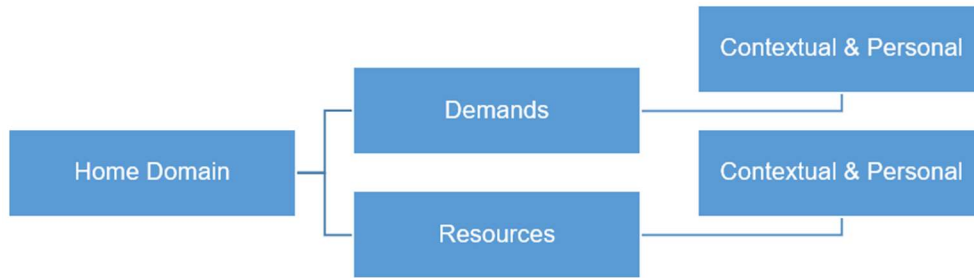 Home Domain
Demands
Contextual & Personal
Resources
Contextual & Personal